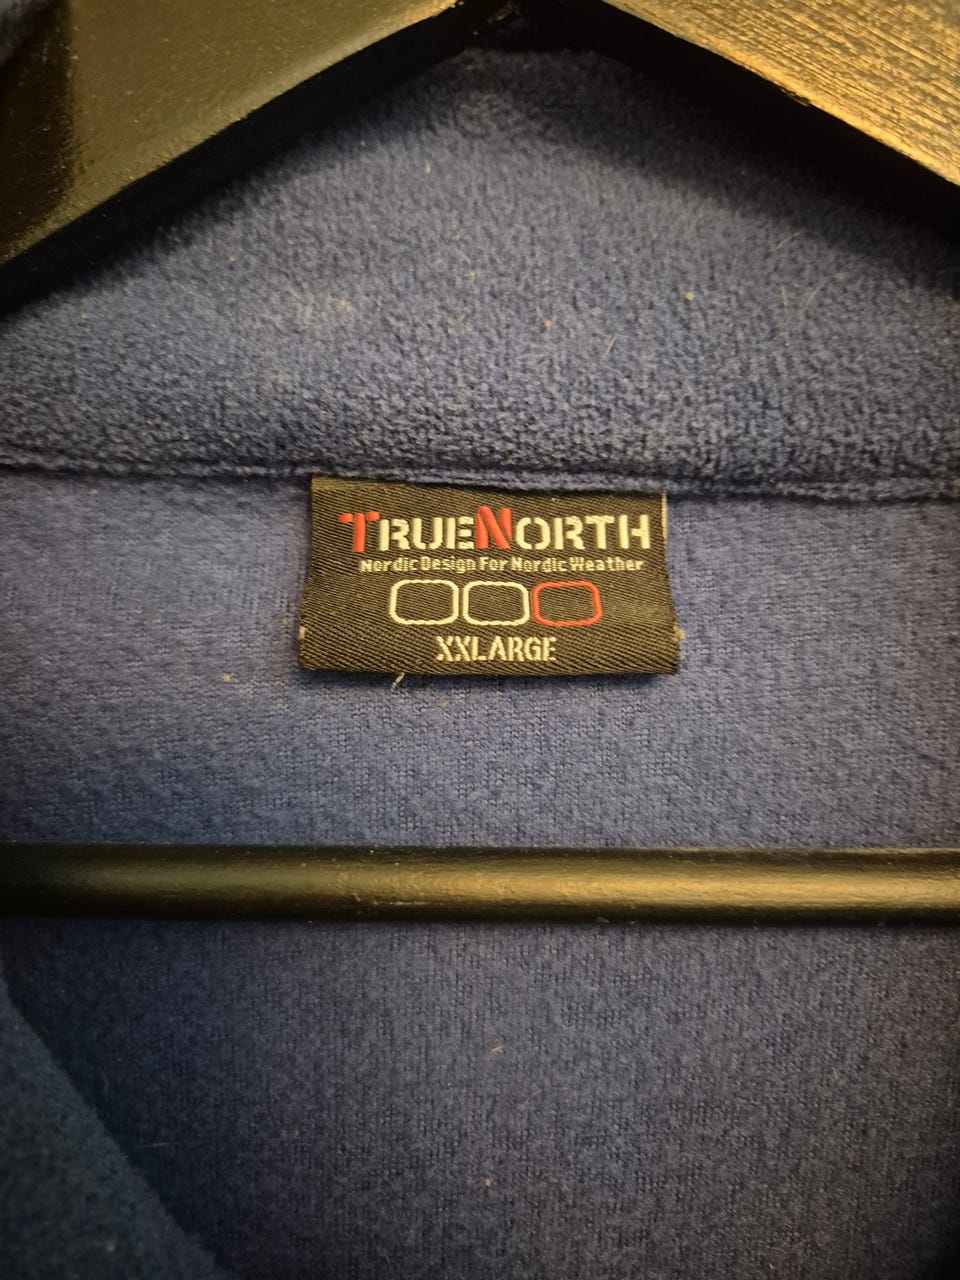 TRUENORTH
Nordic Design For Nordic Weather
XXLARGE